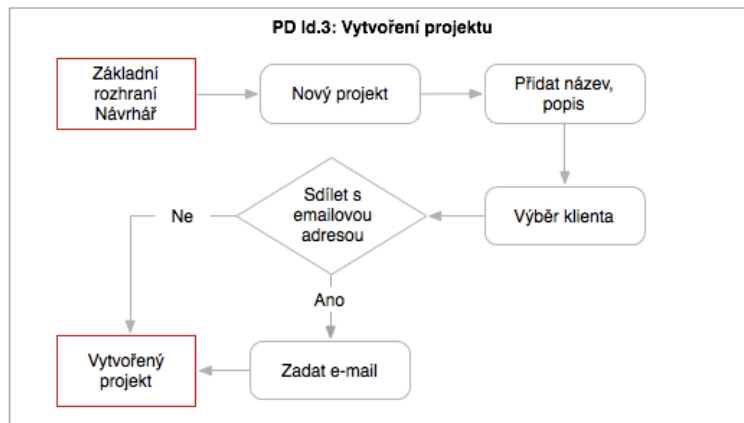 PD Id.3: Vytvoření projektu
Základní
rozhraní
Návrhář
Nový projekt
Přidat název,
popis
Výběr klienta
Sdílet s
emailovou
adresou
Ne
Ano
Zadat e-mail
Vytvořený
projekt